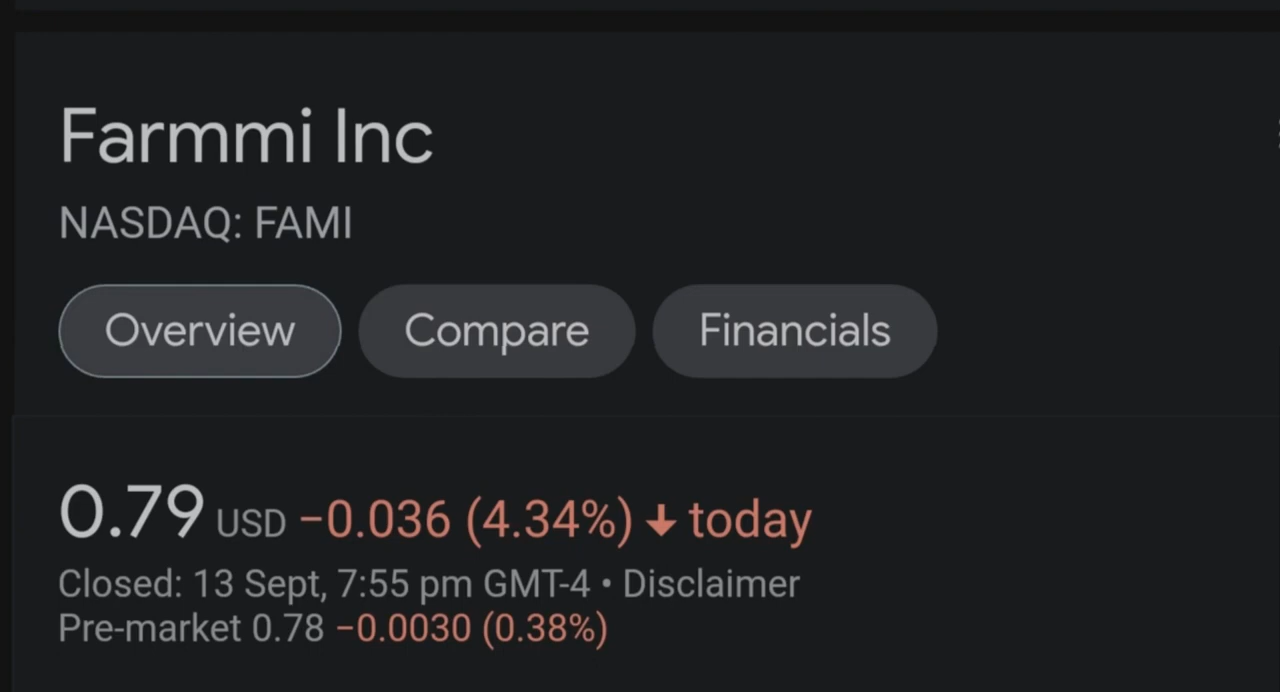 Farmmi Inc
NASDAQ: FAMI
Overview Compare Financials
0.79 USD −0.036 (4.34%) ↓ today
Closed: 13 Sept, 7:55 pm GMT-4 • Disclaimer
Pre-market 0.78 −0.0030 (0.38%)